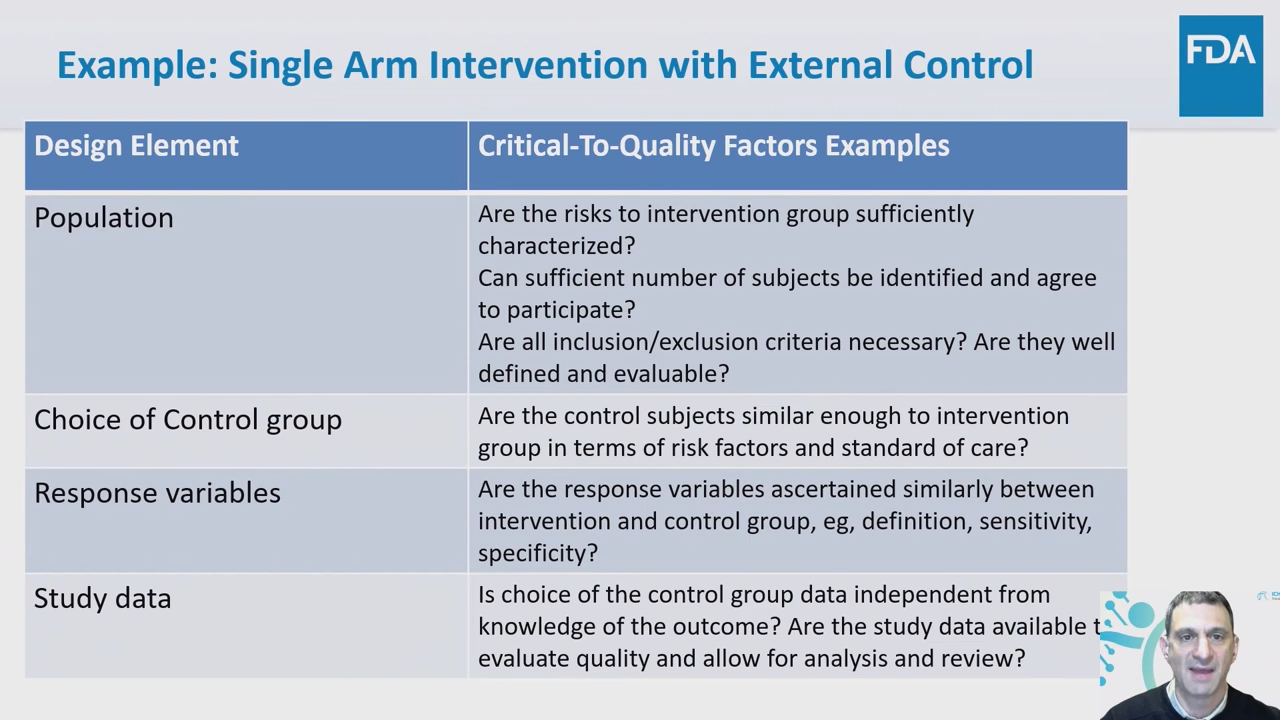 Example: Single Arm Intervention with External Control
FDA
Design Element
Critical-To-Quality Factors Examples
Population
Are the risks to intervention group sufficiently
characterized?
Can sufficient number of subjects be identified and agree
to participate?
Are all inclusion/exclusion criteria necessary? Are they well
defined and evaluable?
Choice of Control group
Are the control subjects similar enough to intervention
group in terms of risk factors and standard of care?
Response variables
Are the response variables ascertained similarly between
intervention and control group, eg, definition, sensitivity,
specificity?
Study data
Is choice of the control group data independent from
knowledge of the outcome? Are the study data available
evaluate quality and allow for analysis and review?